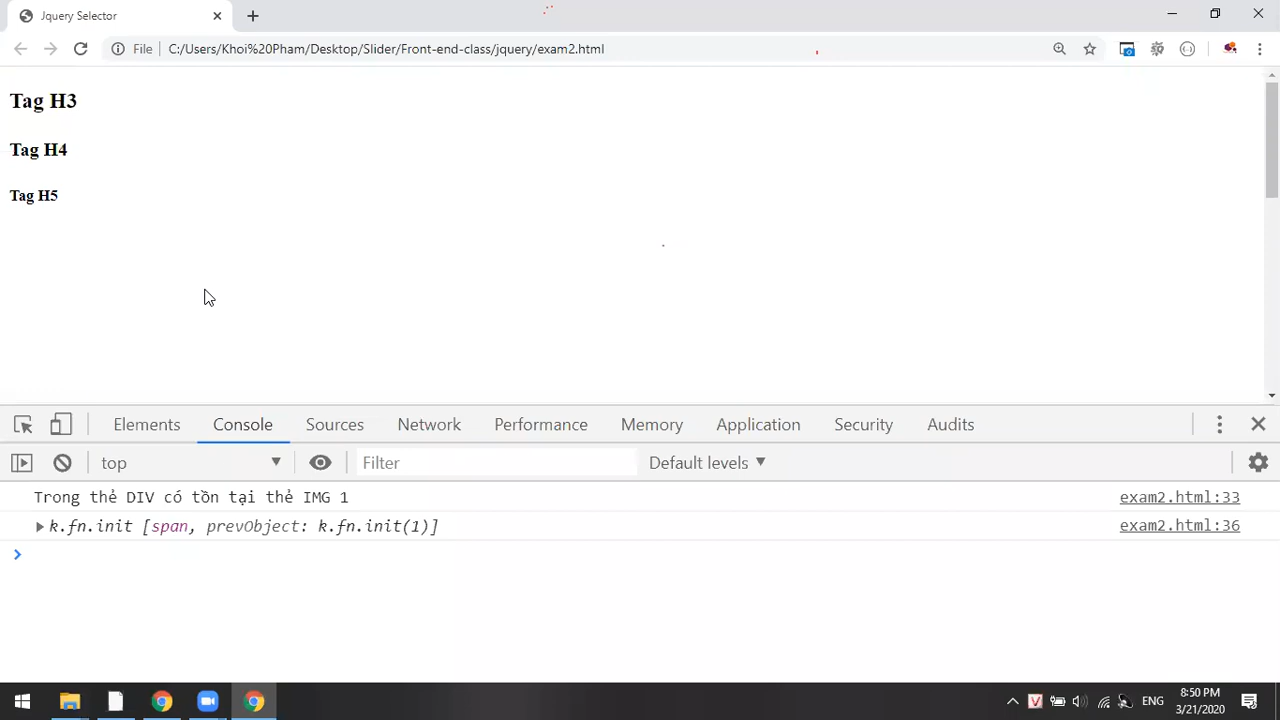 Jquery Selector
File
C:/Users/Khoi%20Pham/Desktop/Slider/Front-end-class/jquery/exam2.html
Tag H3
Tag H4
Tag H5
Elements Console Sources Network Performance Memory Application Security Audits
top Filter Default levels
Trong thẻ DIV có tồn tại thẻ IMG 1 exam2.html:33
k.fn.init [span, prevObject: k.fn.init(1)] exam2.html:36
ENG
8:50 PM
3/21/2020